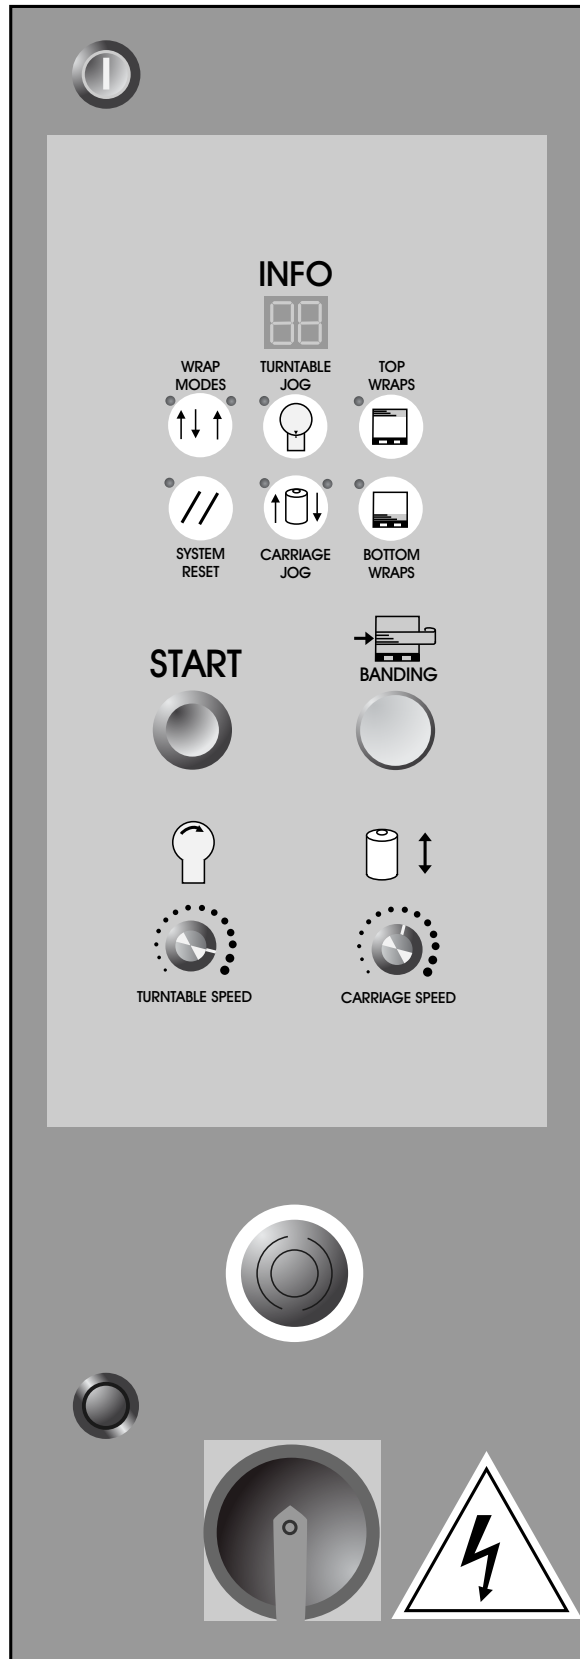 INFO
WRAP
MODES
TURNTABLE
JOG
TOP
WRAPS
SYSTEM
RESET
CARRIAGE
JOG
BOTTOM
WRAPS
START
BANDING
TURNTABLE SPEED
CARRIAGE SPEED